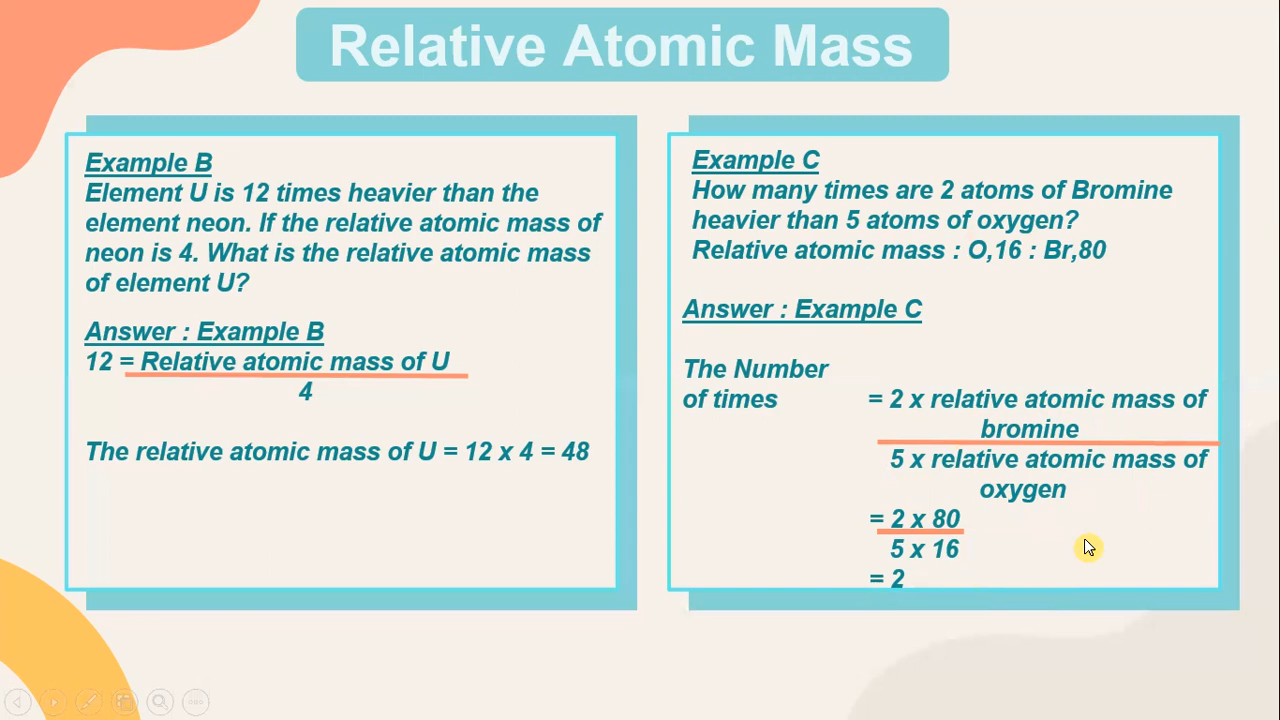 Relative Atomic Mass
Example B
Element U is 12 times heavier than the
element neon. If the relative atomic mass of
neon is 4. What is the relative atomic mass
of element U?
Answer : Example B
12 = Relative atomic mass of U
4
The relative atomic mass of U = 12 x 4 = 48
Example C
How many times are 2 atoms of Bromine
heavier than 5 atoms of oxygen?
Relative atomic mass : O,16 : Br,80
Answer : Example C
The Number
of times = 2 x relative atomic mass of
bromine
5 x relative atomic mass of
oxygen
= 2 x 80
5 x 16
= 2